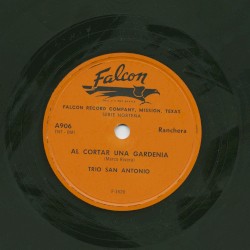 Falcon
FALCON RECORD COMPANY, MISSION, TEXAS
A906
Ranchera
AL CORTAR UNA GARDENIA
TRIO SAN ANTONIO